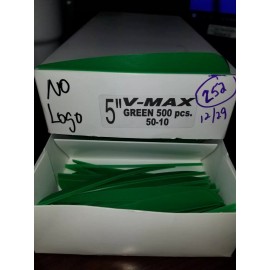 NO
Logo
5" V-MAX
GREEN 500 pcs.
50-10
252
12/29